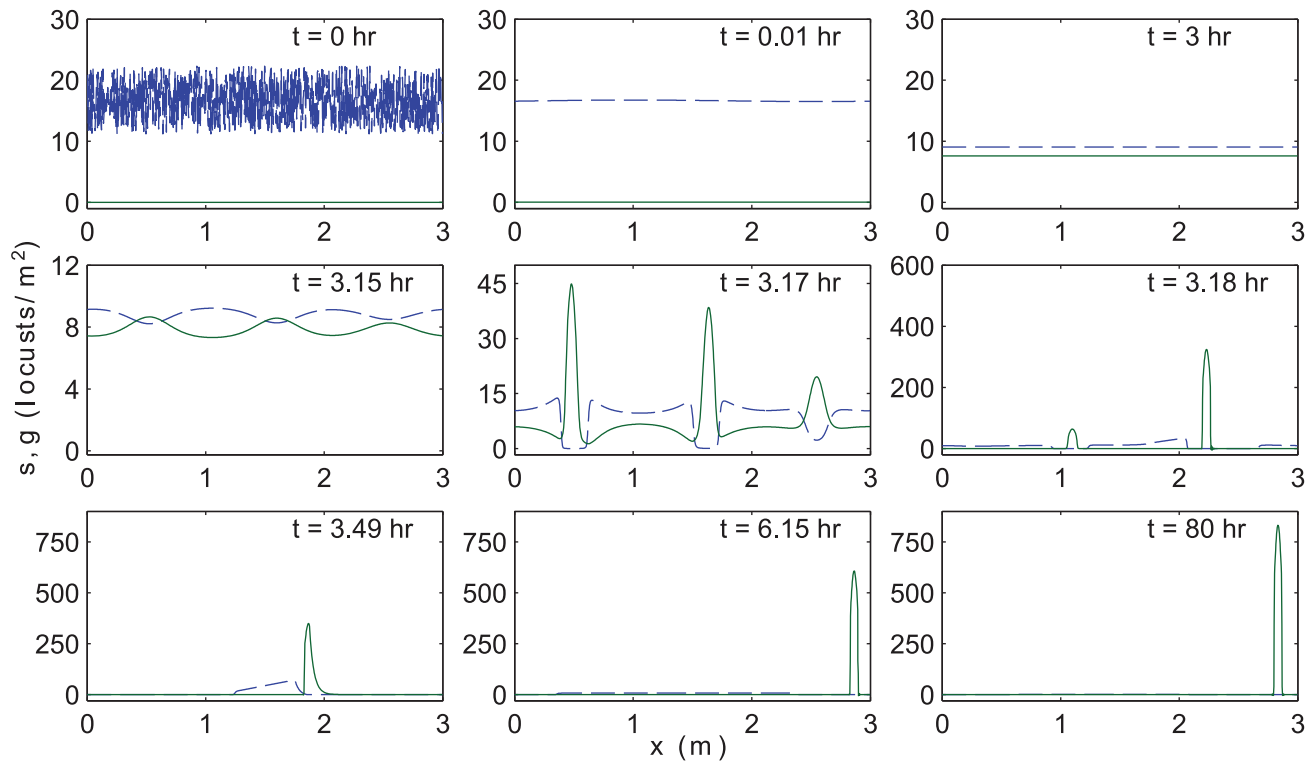 30
20
10
0
t = 0 hr
0 1 2 3
30
20
10
0
t = 0.01 hr
0 1 2 3
30
20
10
0
t = 3 hr
0 1 2 3
s, g (locusts/m²)
12
8
4
0
t = 3.15 hr
0 1 2 3
45
30
15
0
t = 3.17 hr
0 1 2 3
600
400
200
0
t = 3.18 hr
0 1 2 3
750
500
250
0
t = 3.49 hr
0 1 2 3
750
500
250
0
t = 6.15 hr
0 1 2 3
750
500
250
0
t = 80 hr
0 1 2 3
x (m)